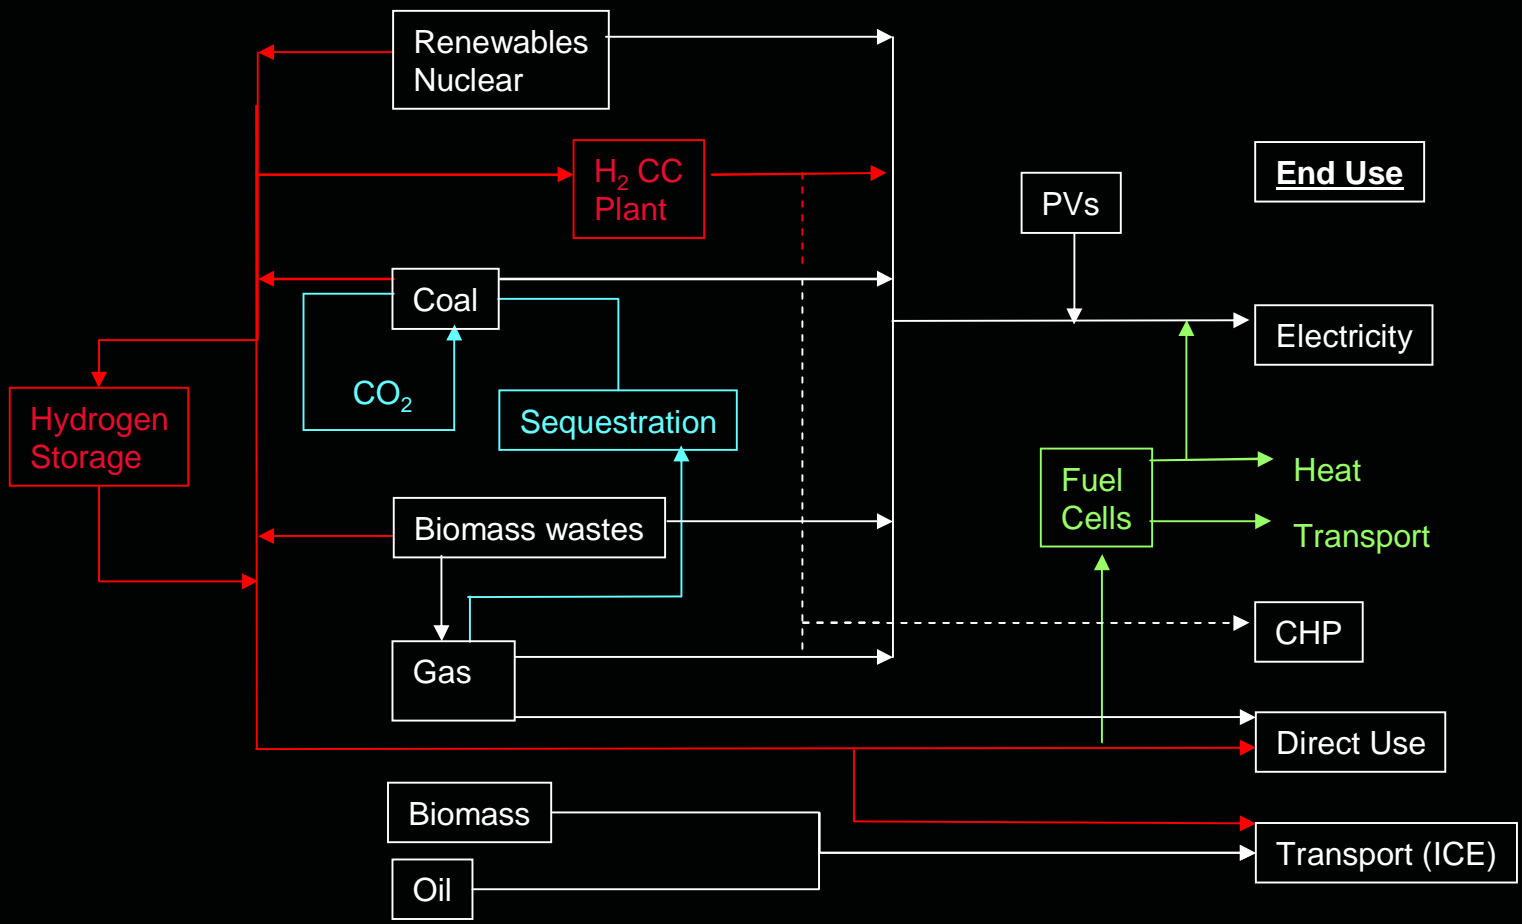 Renewables
Nuclear
H₂ CC
Plant
End Use
PVs
Coal
Electricity
CO₂
Hydrogen
Storage
Sequestration
Fuel
Cells
Heat
Biomass wastes
Transport
CHP
Gas
Direct Use
Biomass
Transport (ICE)
Oil